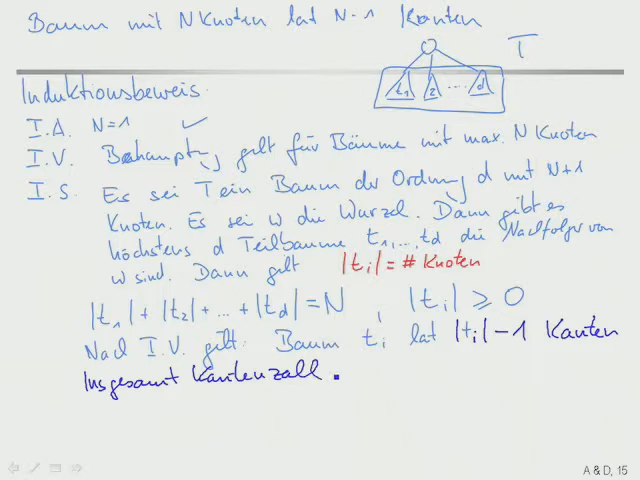 Baum mit N Knoten hat N-1 Kanten
T
t1 2 ... d
Induktionsbeweis.
I.A. N=1 ✓
I.V. Behauptg gilt für Bäume mit max. N Knoten
I.S. Es sei T ein Baum der Ordnung d mit N+1
Knoten. Es sei w die Wurzel. Dann gibt es
höchstens d Teilbäume t1,...,td die Nachfolger von
w sind. Dann gilt |ti| = # Knoten
|t1| + |t2| + ... + |td| = N |ti| ≥ 0
Nach I.V. gilt: Baum ti hat |ti| - 1 Kanten
Insgesamt Kantenzahl.
A & D, 15